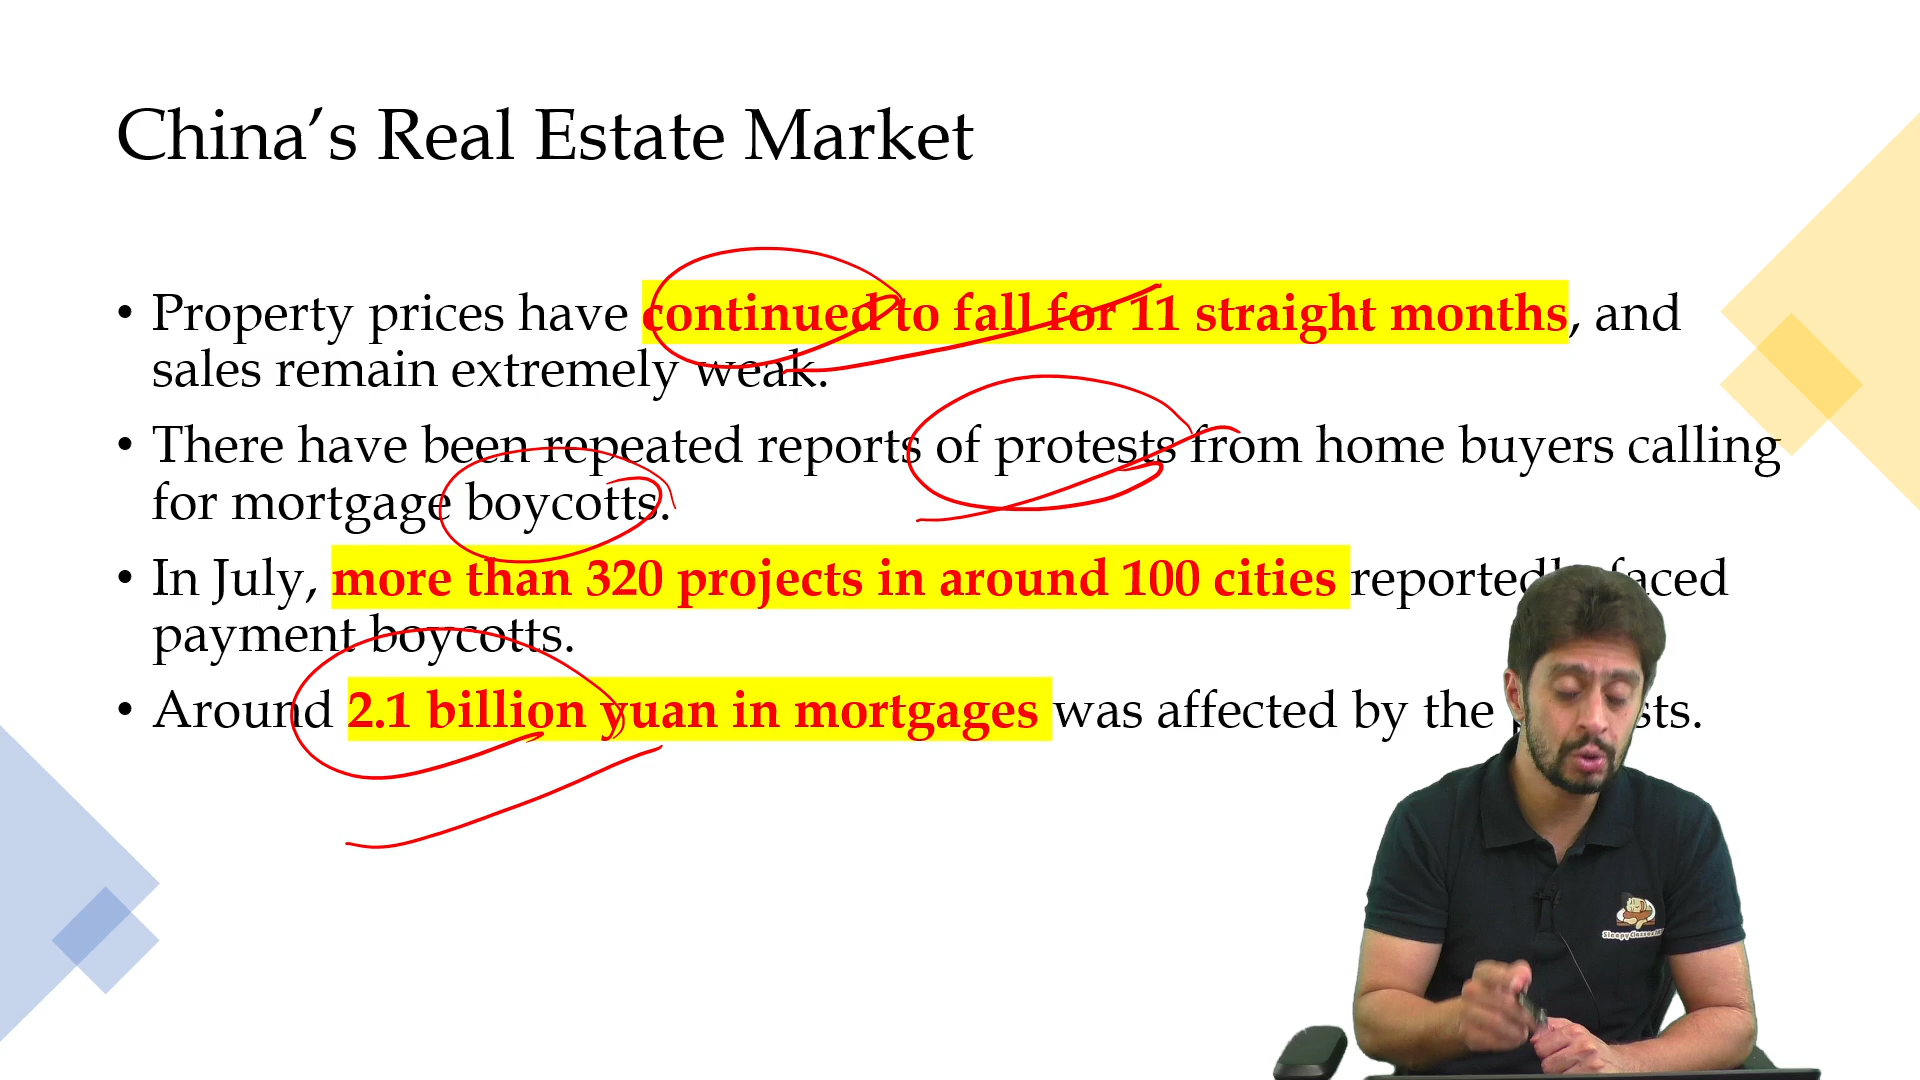 China’s Real Estate Market
• Property prices have continued to fall for 11 straight months, and
sales remain extremely weak.
• There have been repeated reports of protests from home buyers calling
for mortgage boycotts.
• In July, more than 320 projects in around 100 cities faced
payment boycotts.
• Around 2.1 billion yuan in mortgages was affected by the